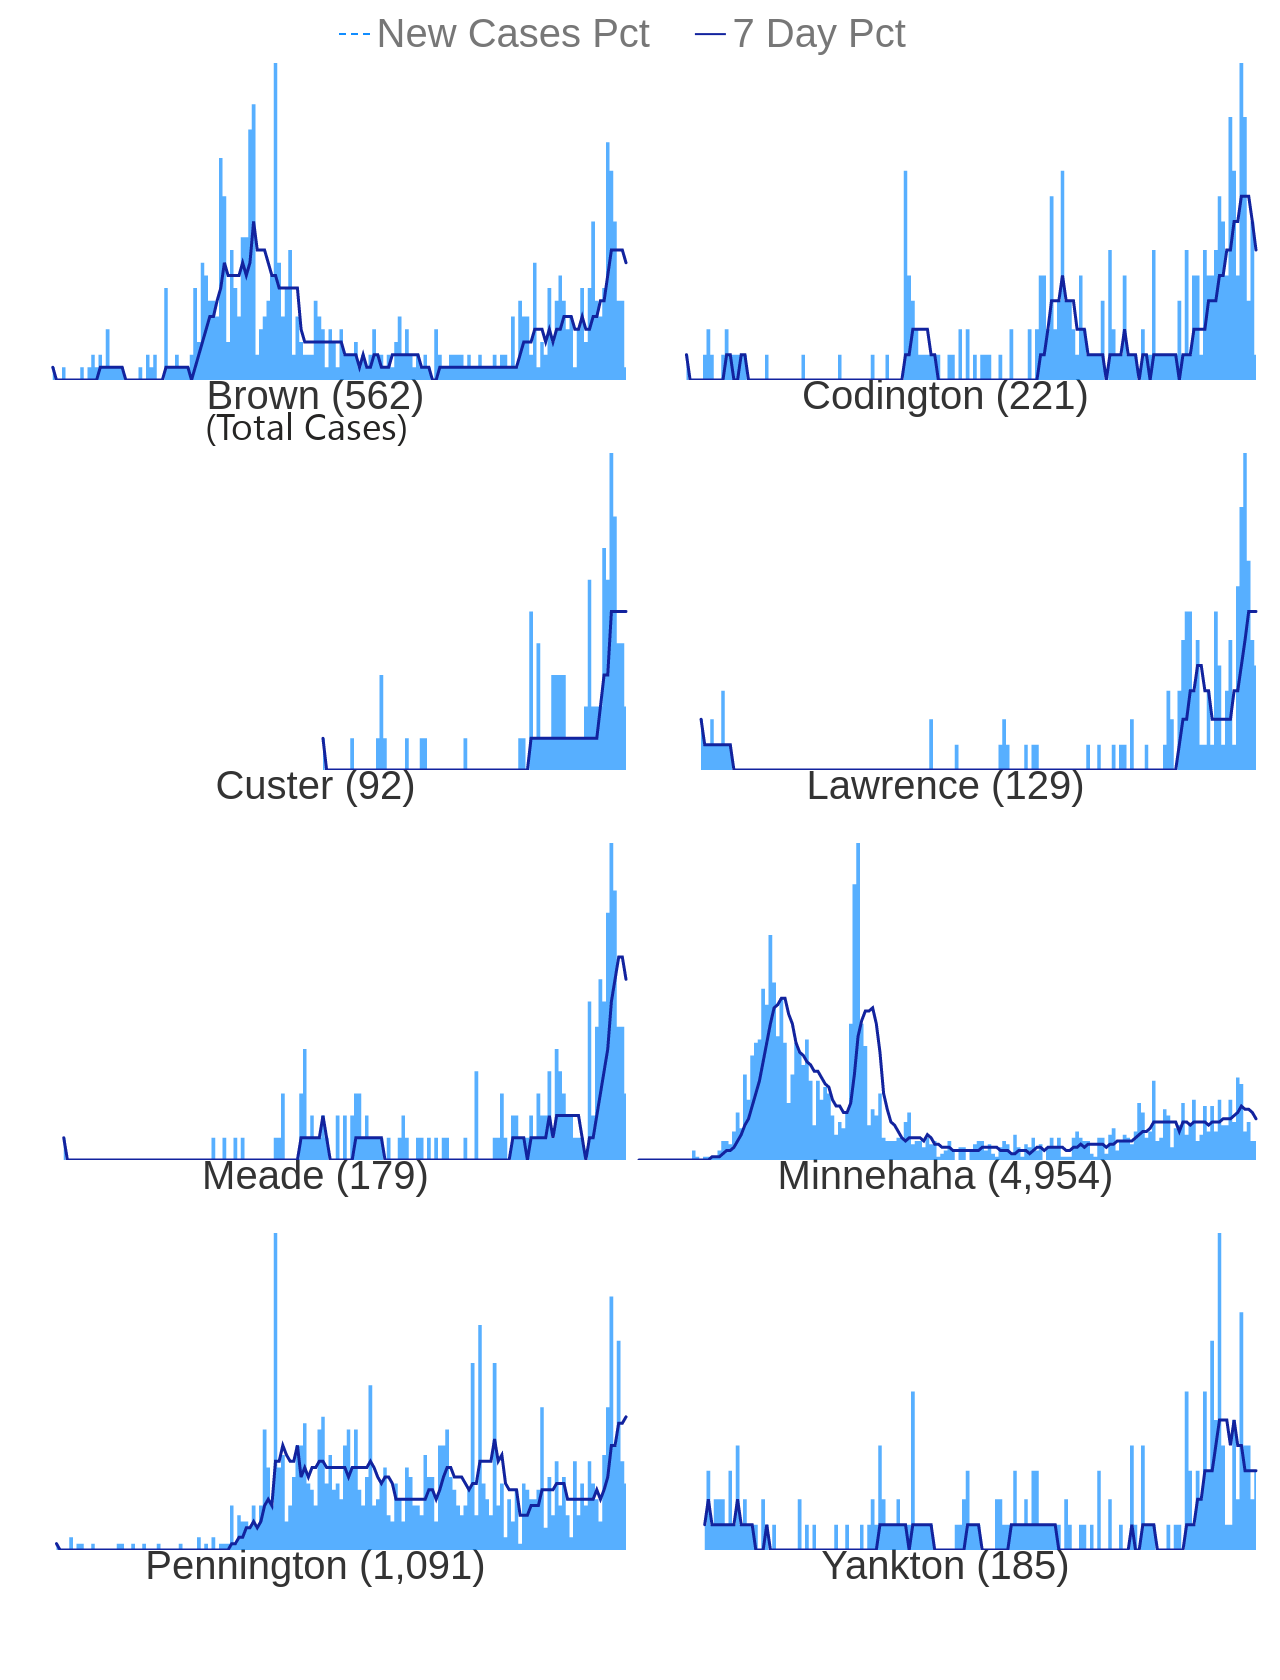 New Cases Pct 7 Day Pct
Brown (562) Codington (221)
(Total Cases)
Custer (92) Lawrence (129)
Meade (179) Minnehaha (4,954)
Pennington (1,091) Yankton (185)